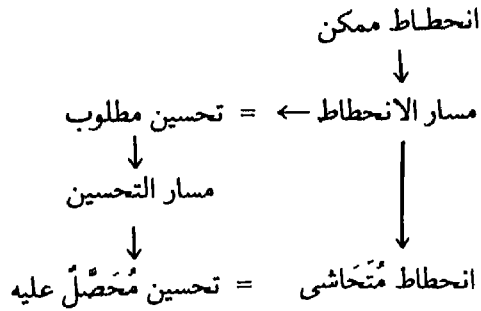 انحطاط ممكن
↓
مسار الانحطاط ← = تحسين مطلوب
↓
مسار التحسين
↓
انحطاط مُتَحَاشى = تحسين مُحَصَّلٌ عليه